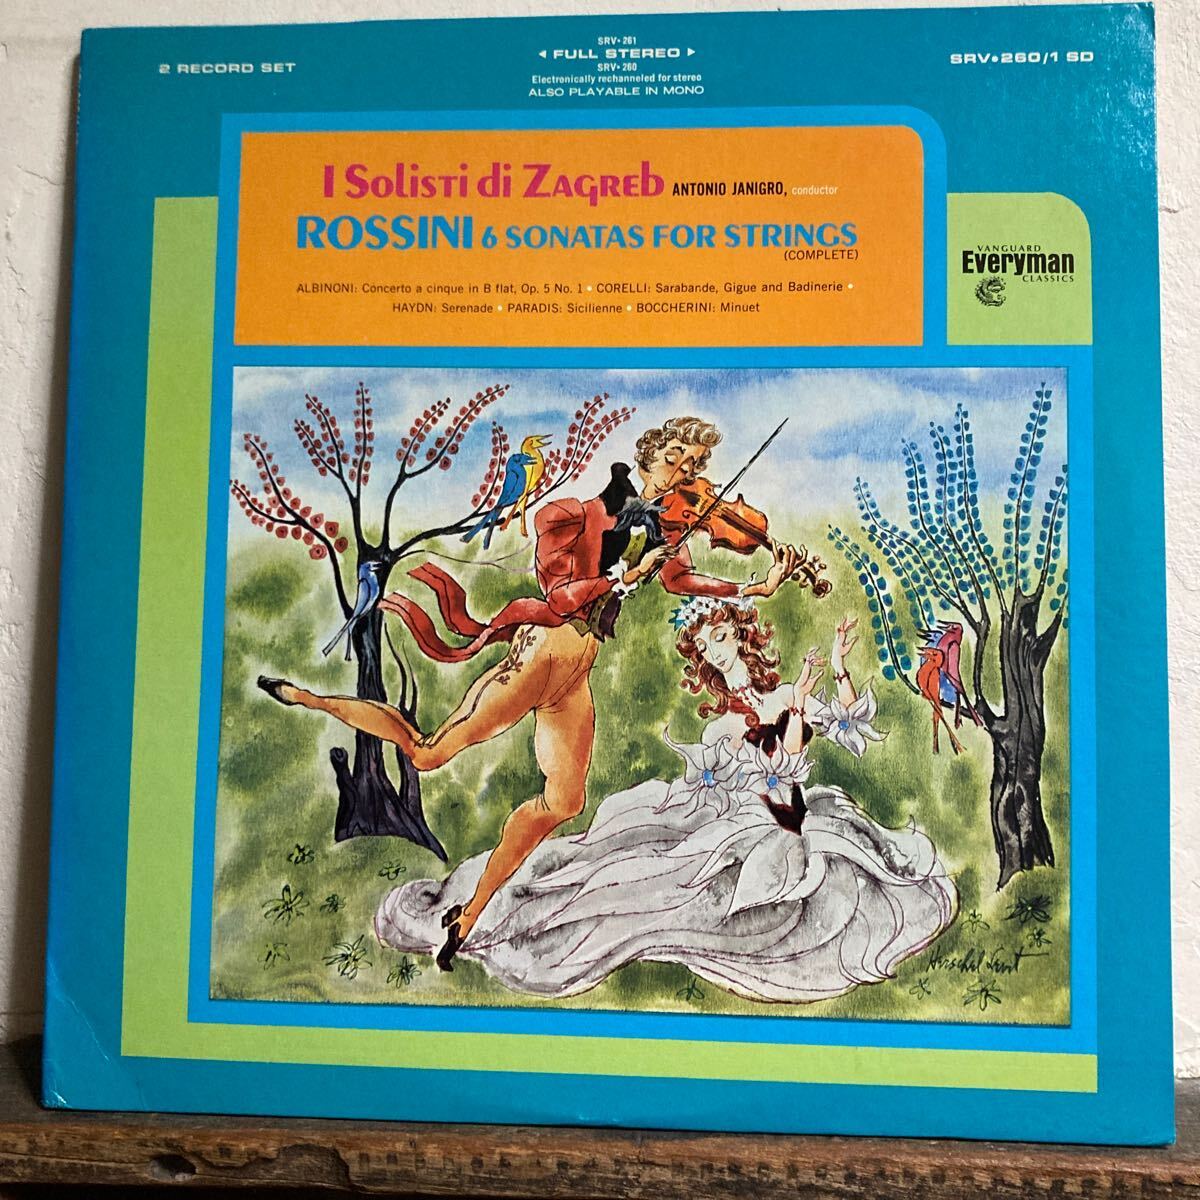 2 RECORD SET
SRV•261
◄ FULL STEREO ►
SRV•260
Electronically rechanneled for stereo
ALSO PLAYABLE IN MONO
SRV•260/1 SD
I Solisti di Zagreb ANTONIO JANIGRO, conductor
ROSSINI 6 SONATAS FOR STRINGS
(COMPLETE)
ALBINONI: Concerto a cinque in B flat, Op. 5 No. 1 • CORELLI: Sarabande, Gigue and Badinerie •
HAYDN: Serenade • PARADIS: Sicilienne • BOCCHERINI: Minuet
VANGUARD
Everyman
CLASSICS
Herschel Levit